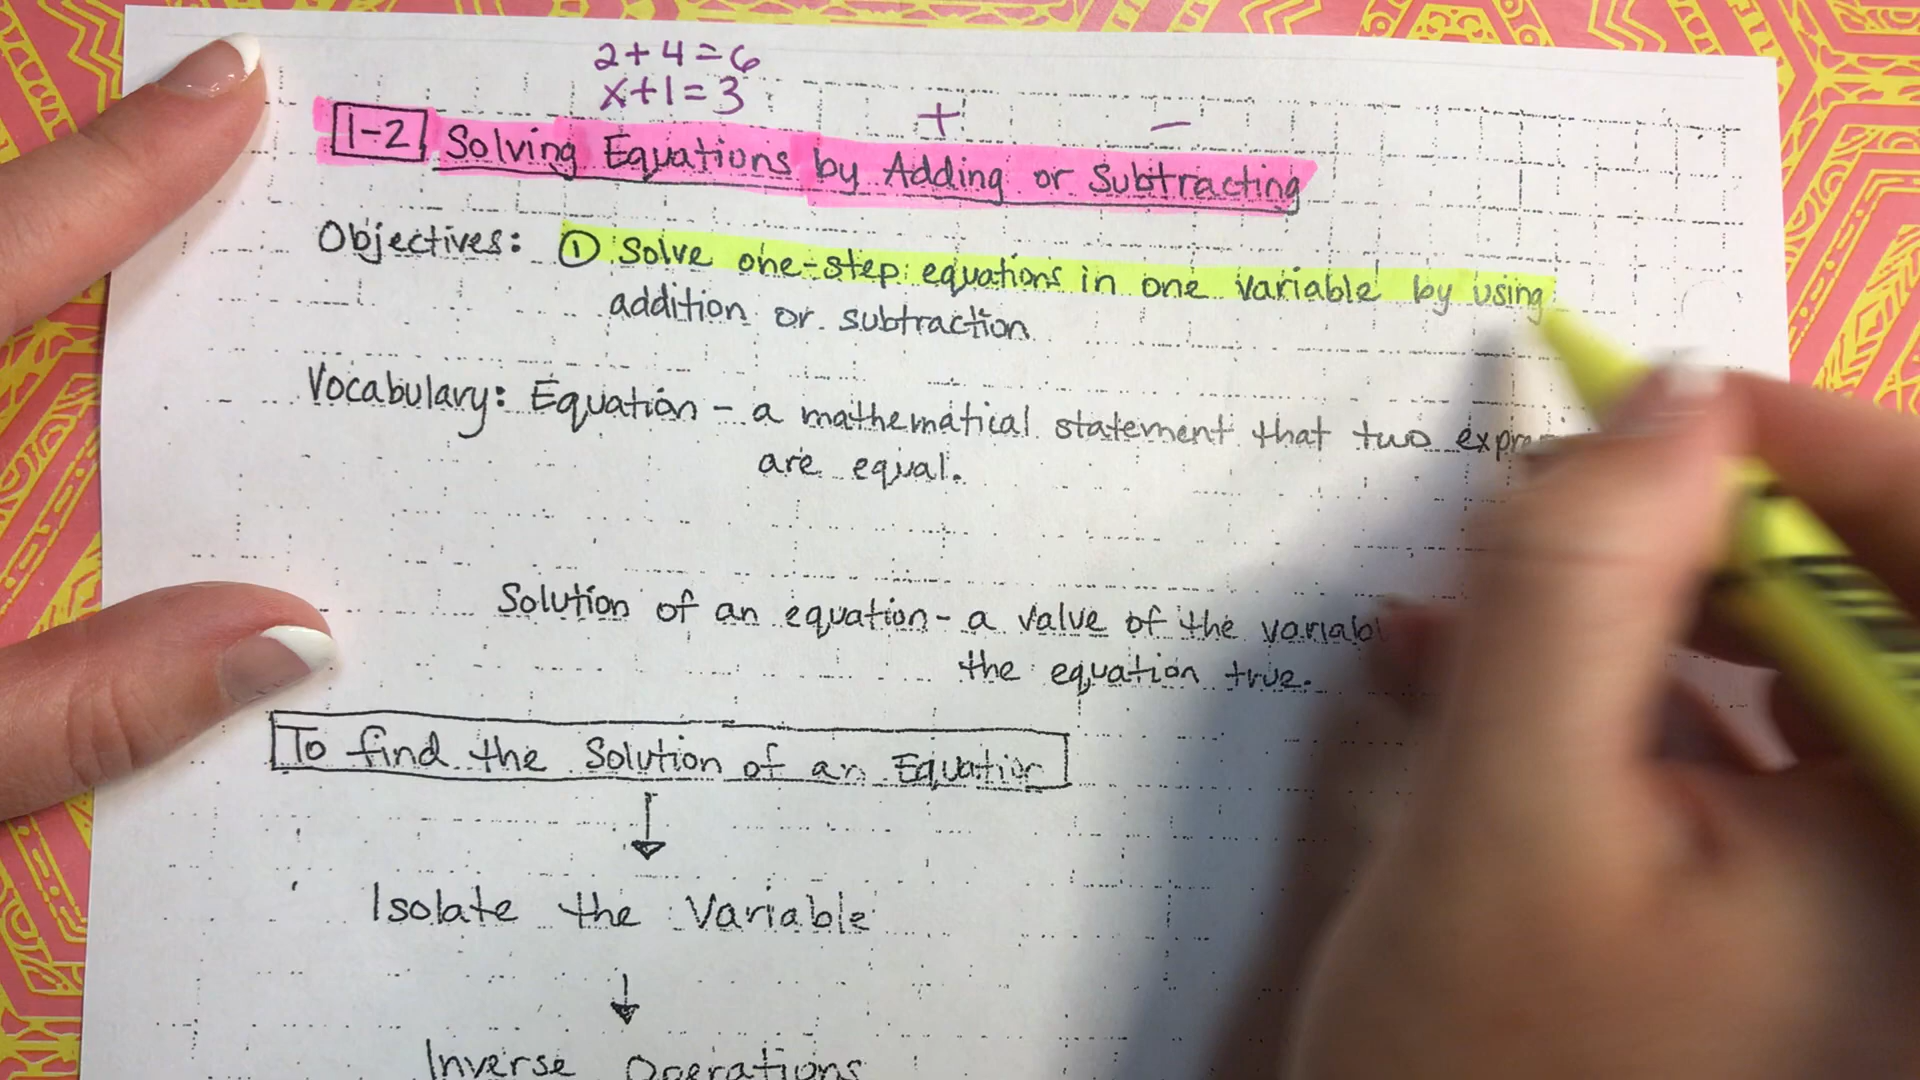 2+4=6
x+1=3
+ −
1-2 Solving Equations by Adding or Subtracting
Objectives: ① Solve one-step equations in one variable by using
addition or subtraction
Vocabulary: Equation - a mathematical statement that two
are equal.
Solution of an equation - a value of the
the equation true.
To find the Solution of an Equation
↓
Isolate the Variable
↓
Inverse Operations